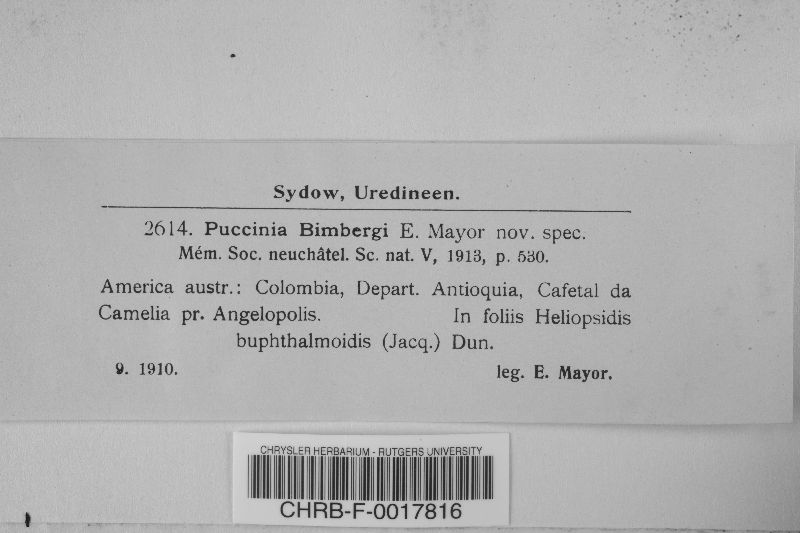 Sydow, Uredineen.
2614. Puccinia Bimbergi E. Mayor nov. spec.
Mém. Soc. neuchâtel. Sc. nat. V, 1913, p. 530.
America austr.: Colombia, Depart. Antioquia, Cafetal da
Camelia pr. Angelopolis. In foliis Heliopsidis
buphthalmoidis (Jacq.) Dun.
9. 1910. leg. E. Mayor.
CHRYSLER HERBARIUM - RUTGERS UNIVERSITY
CHRB-F-0017816